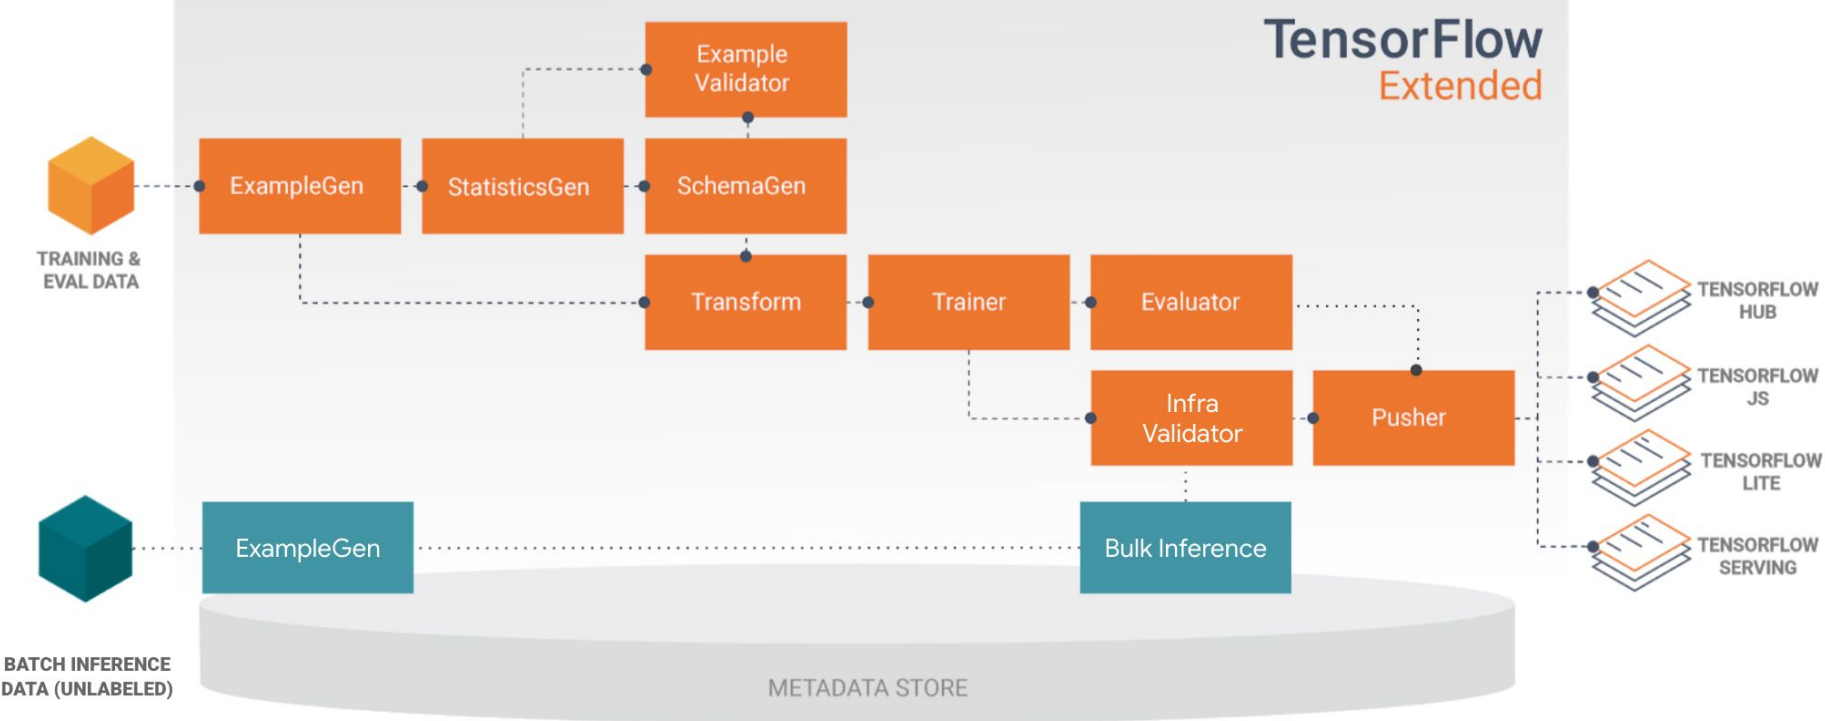 TensorFlow
Extended
Example
Validator
ExampleGen
StatisticsGen
SchemaGen
TRAINING &
EVAL DATA
Transform
Trainer
Evaluator
Infra
Validator
Pusher
TENSORFLOW
HUB
TENSORFLOW
JS
TENSORFLOW
LITE
TENSORFLOW
SERVING
ExampleGen
Bulk Inference
BATCH INFERENCE
DATA (UNLABELED)
METADATA STORE